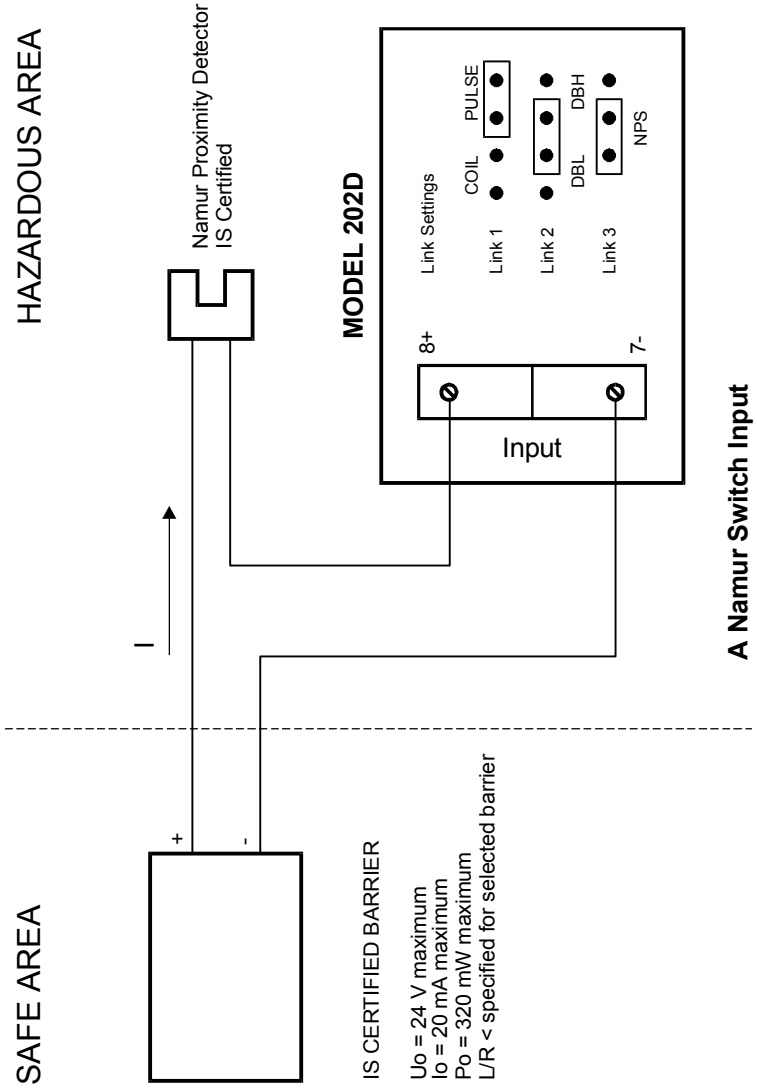 SAFE AREA
HAZARDOUS AREA
+
-
I
Namur Proximity Detector
IS Certified
IS CERTIFIED BARRIER
Uo = 24 V maximum
Io = 20 mA maximum
Po = 320 mW maximum
L/R < specified for selected barrier
MODEL 202D
Input
8+
7-
Link Settings
Link 1
COIL
PULSE
Link 2
DBL
DBH
Link 3
NPS
A Namur Switch Input